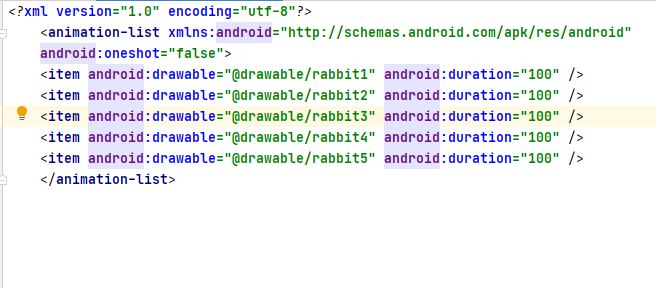 <?xml version="1.0" encoding="utf-8"?>
<animation-list xmlns:android="http://schemas.android.com/apk/res/android"
android:oneshot="false">
<item android:drawable="@drawable/rabbit1" android:duration="100" />
<item android:drawable="@drawable/rabbit2" android:duration="100" />
<item android:drawable="@drawable/rabbit3" android:duration="100" />
<item android:drawable="@drawable/rabbit4" android:duration="100" />
<item android:drawable="@drawable/rabbit5" android:duration="100" />
</animation-list>